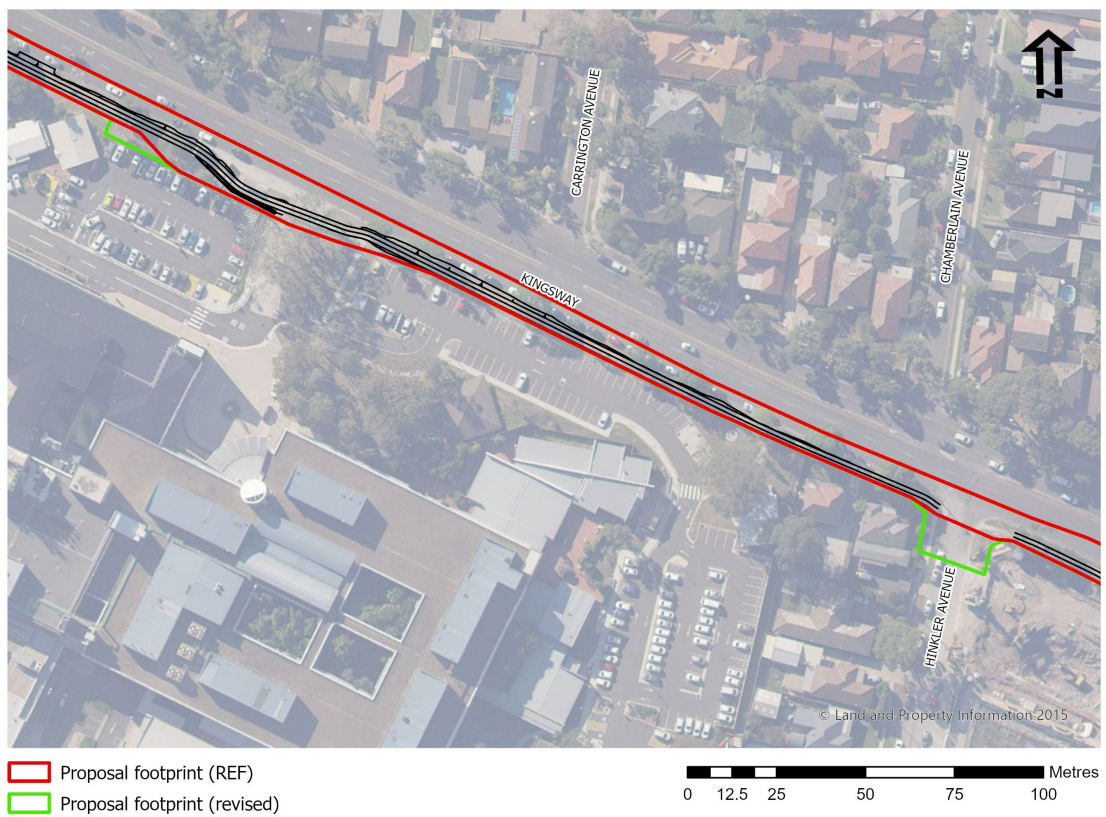 N
CARRINGTON AVENUE
CHAMBERLAIN AVENUE
KINGSWAY
HINKLER AVENUE
© Land and Property Information 2015
Proposal footprint (REF)
Proposal footprint (revised)
Metres
0 12.5 25 50 75 100